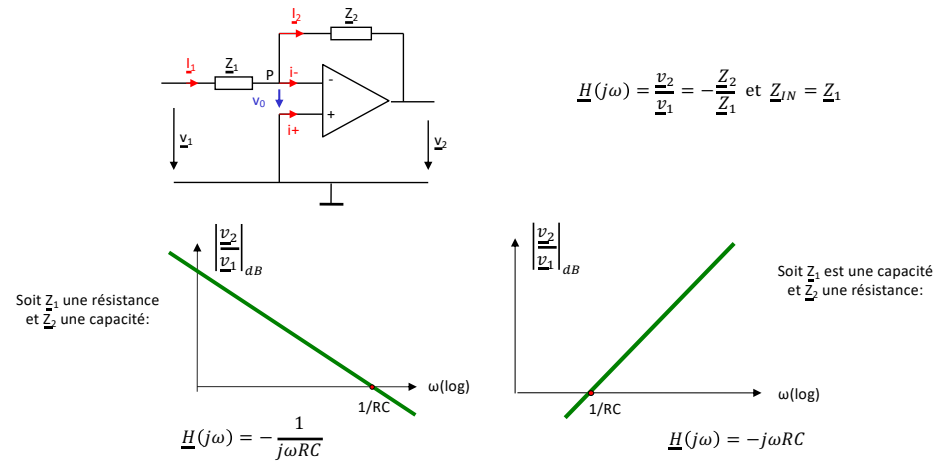 I₂
Z₂
I₁
Z₁
P
i-
-
v₀
+
i+
v₁
v₂
H(jω) = v₂/v₁ = −Z₂/Z₁ et Z_IN = Z₁
|v₂/v₁|dB
Soit Z₁ une résistance
et Z₂ une capacité:
ω(log)
1/RC
H(jω) = − 1/jωRC
|v₂/v₁|dB
Soit Z₁ est une capacité
et Z₂ une résistance:
ω(log)
1/RC
H(jω) = −jωRC